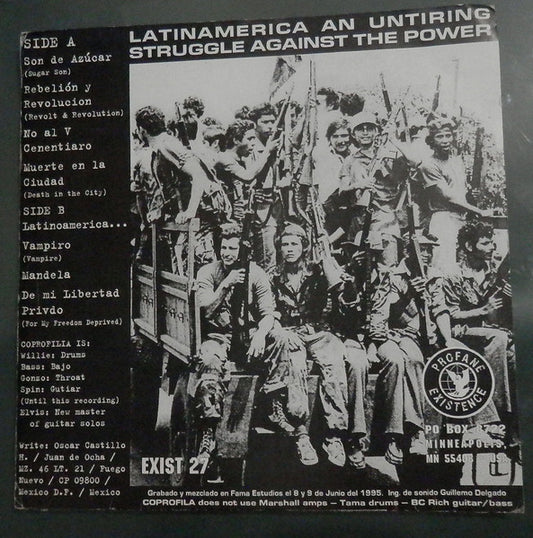 LATINAMERICA AN UNTIRING
STRUGGLE AGAINST THE POWER
SIDE A
Son de Azúcar
(Sugar Son)
Rebelión y
Revolucion
(Revolt & Revolution)
No al V
Cenentiaro
Muerte en la
Ciudad
(Death in the City)
SIDE B
Latinoamerica...
Vampiro
(Vampire)
Mandela
De mi Libertad
Privdo
(For My Freedom Deprived)
COPROFILIA IS:
Willie: Drums
Bass: Bajo
Gonzo: Throat
Spin: Gutiar
(Until this recording)
Elvis: New master
of guitar solos
Write: Oscar Castillo
H. / Juan de Ocha /
MZ. 46 LT. 21 / Fuego
Nuevo / CP 09800 /
Mexico D.F. / Mexico
EXIST 27
PROFANE
EXISTENCE
PO BOX 8722
MINNEAPOLIS,
MN 55408 US
Grabado y mezclado en Fama Estudios el 8 y 9 de Junio del 1995. Ing. de sonido Guillemo Delgado
COPROFILA does not use Marshall amps - Tama drums - BC Rich guitar/bass